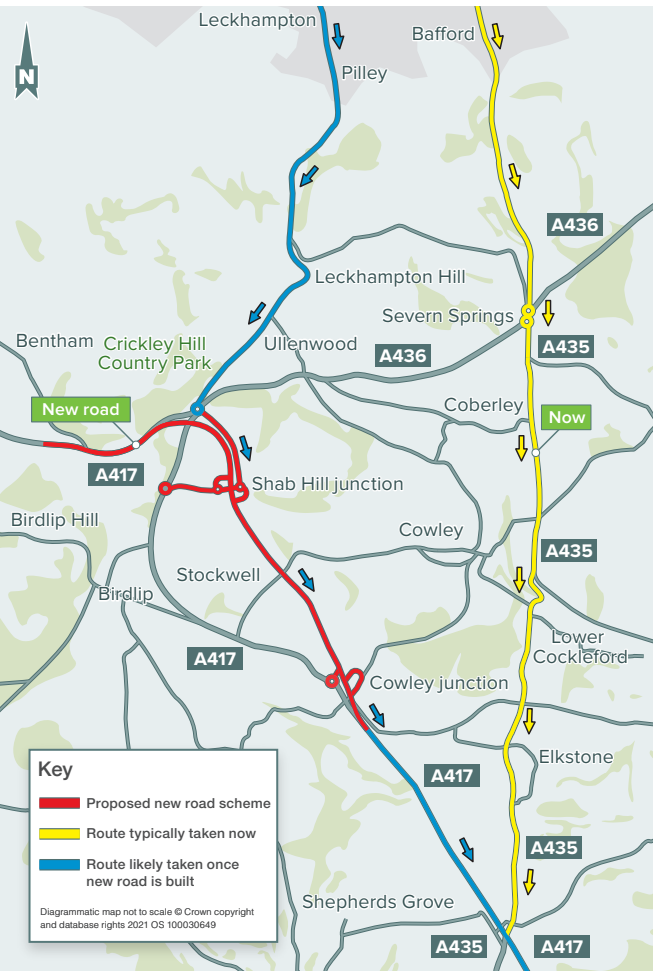 Leckhampton
Bafford
N
Pilley
A436
Leckhampton Hill
Severn Springs
Bentham
Crickley Hill
Country Park
Ullenwood
A436
A435
New road
Coberley
Now
A417
Shab Hill junction
Birdlip Hill
Cowley
A435
Stockwell
Birdlip
Lower
Cockleford
A417
Cowley junction
Elkstone
A417
Key
Proposed new road scheme
Route typically taken now
Route likely taken once
new road is built
Diagrammatic map not to scale © Crown copyright
and database rights 2021 OS 100030649
A435
Shepherds Grove
A435
A417